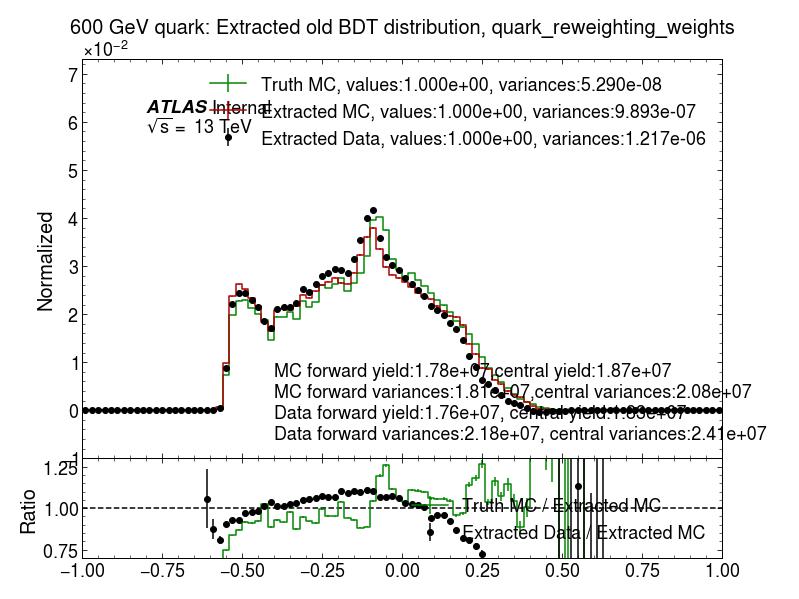 600 GeV quark: Extracted old BDT distribution, quark_reweighting_weights
×10⁻²
Truth MC, values:1.000e+00, variances:5.290e-08
ATLAS Internal
Extracted MC, values:1.000e+00, variances:9.893e-07
√s = 13 TeV
Extracted Data, values:1.000e+00, variances:1.217e-06
Normalized
7
6
5
4
3
2
1
0
1
MC forward yield:1.78e+07, central yield:1.87e+07
MC forward variances:1.81e+07, central variances:2.08e+07
Data forward yield:1.76e+07, central yield:1.83e+07
Data forward variances:2.18e+07, central variances:2.41e+07
Ratio
1.25
1.00
0.75
Truth MC / Extracted MC
Extracted Data / Extracted MC
−1.00 −0.75 −0.50 −0.25 0.00 0.25 0.50 0.75 1.00